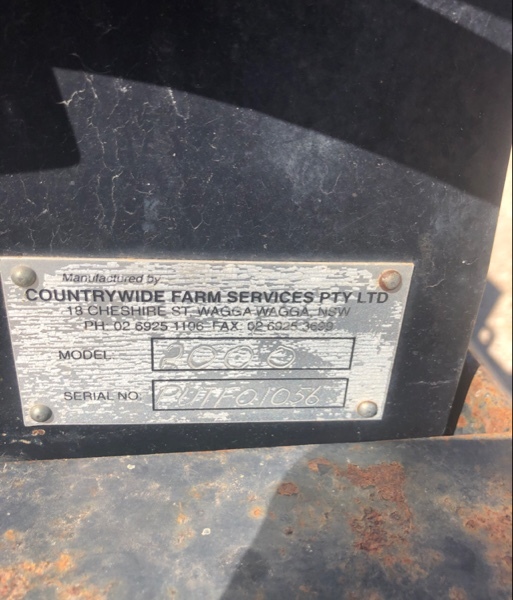 Manufactured by
COUNTRYWIDE FARM SERVICES PTY LTD
18 CHESHIRE ST. WAGGA WAGGA, NSW
PH. 02 6925 1106 FAX: 02 6925
MODEL 2000
SERIAL NO.